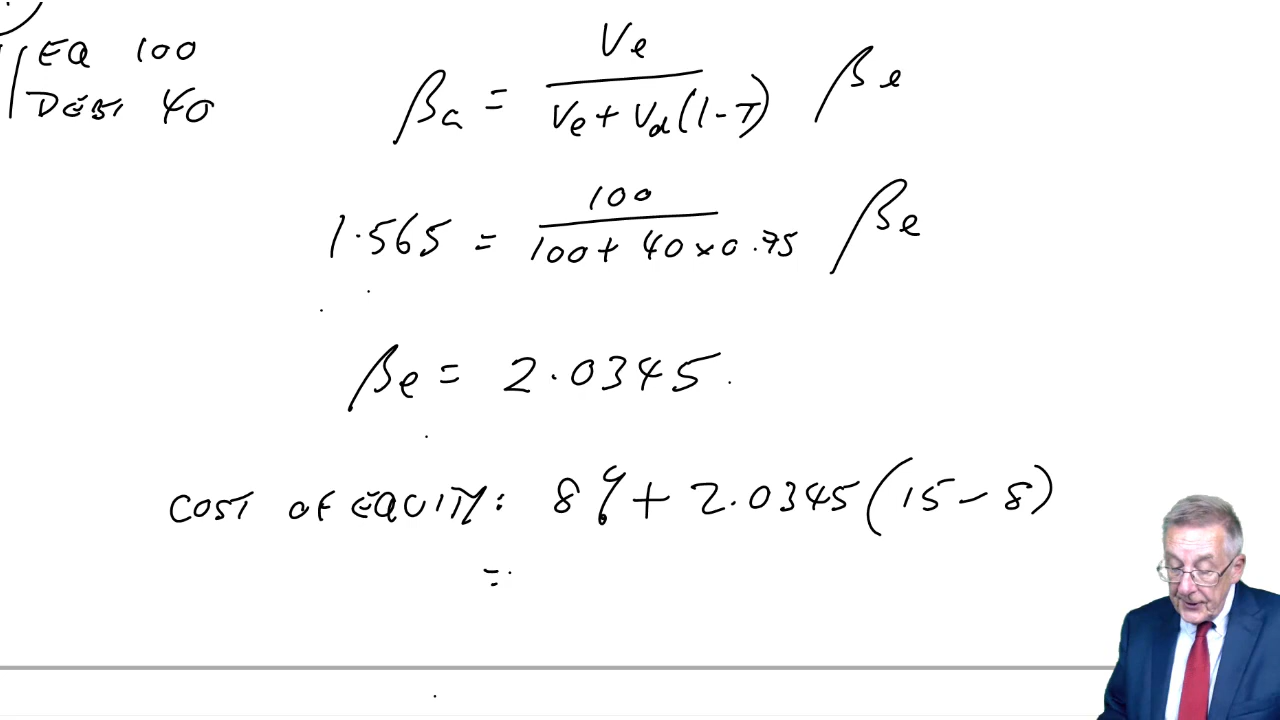 EQ 100
DEBT 40
βa = Ve / (Ve + Vd(1-T)) βe
1.565 = 100 / (100 + 40 x 0.75) βe
βe = 2.0345
COST OF EQUITY: 8% + 2.0345 (15 - 8)
=